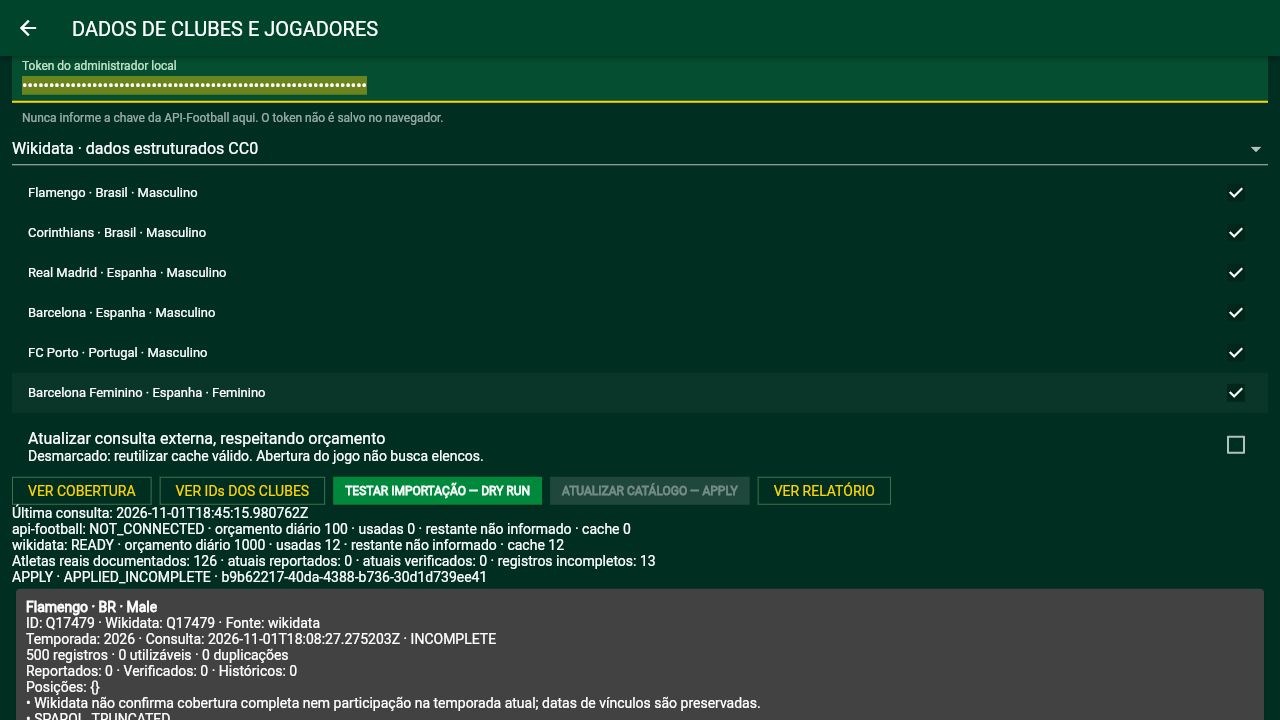 DADOS DE CLUBES E JOGADORES
Token do administrador local
Nunca informe a chave da API-Football aqui. O token não é salvo no navegador.
Wikidata · dados estruturados CC0
Flamengo · Brasil · Masculino
Corinthians · Brasil · Masculino
Real Madrid · Espanha · Masculino
Barcelona · Espanha · Masculino
FC Porto · Portugal · Masculino
Barcelona Feminino · Espanha · Feminino
Atualizar consulta externa, respeitando orçamento
Desmarcado: reutilizar cache válido. Abertura do jogo não busca elencos.
VER COBERTURA VER IDs DOS CLUBES TESTAR IMPORTAÇÃO — DRY RUN ATUALIZAR CATÁLOGO — APPLY VER RELATÓRIO
Última consulta: 2026-11-01T18:45:15.980762Z
api-football: NOT_CONNECTED · orçamento diário 100 · usadas 0 · restante não informado · cache 0
wikidata: READY · orçamento diário 1000 · usadas 12 · restante não informado · cache 12
Atletas reais documentados: 126 · atuais reportados: 0 · atuais verificados: 0 · registros incompletos: 13
APPLY · APPLIED_INCOMPLETE · b9b62217-40da-4388-b736-30d1d739ee41
Flamengo · BR · Male
ID: Q17479 · Wikidata: Q17479 · Fonte: wikidata
Temporada: 2026 · Consulta: 2026-11-01T18:08:27.275203Z · INCOMPLETE
500 registros · 0 utilizáveis · 0 duplicações
Reportados: 0 · Verificados: 0 · Históricos: 0
Posições: {}
• Wikidata não confirma cobertura completa nem participação na temporada atual; datas de vínculos são preservadas.
• SPARQL_TRUNCATED